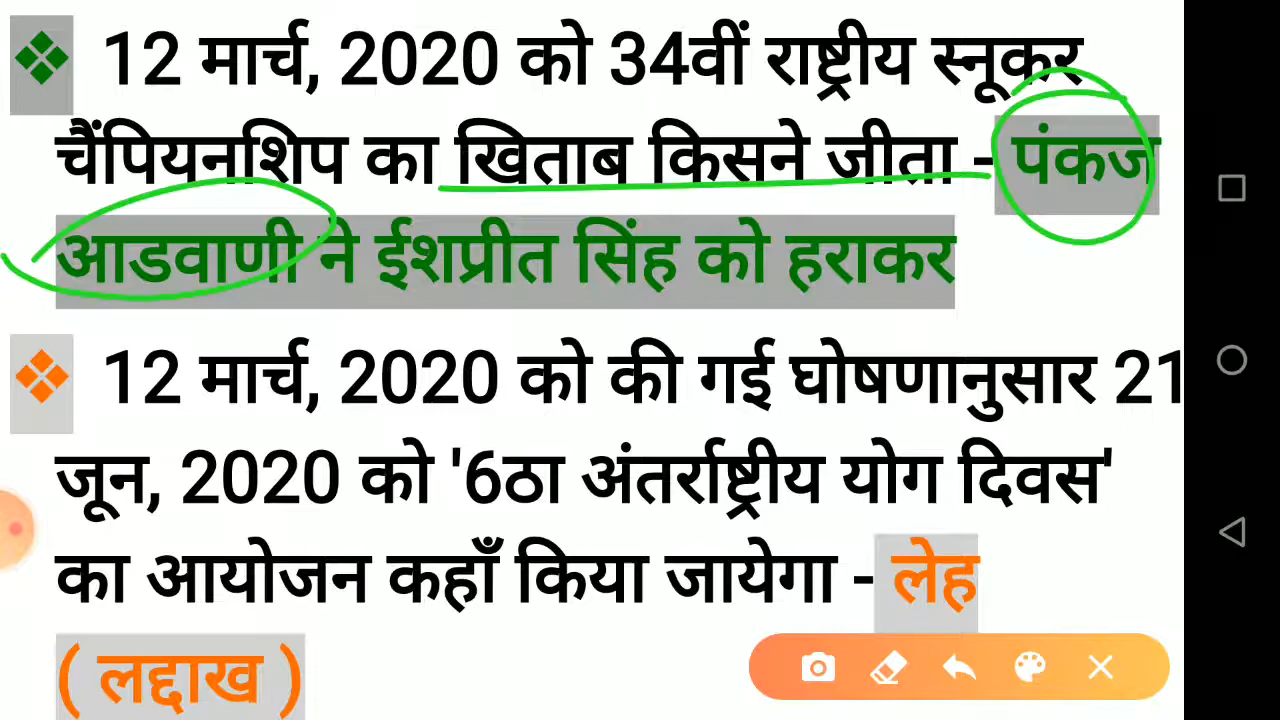 12 मार्च, 2020 को 34वीं राष्ट्रीय स्नूकर
चैंपियनशिप का खिताब किसने जीता - पंकज
आडवाणी ने ईशप्रीत सिंह को हराकर
12 मार्च, 2020 को की गई घोषणानुसार 21
जून, 2020 को '6ठा अंतर्राष्ट्रीय योग दिवस'
का आयोजन कहाँ किया जायेगा - लेह
( लद्दाख )